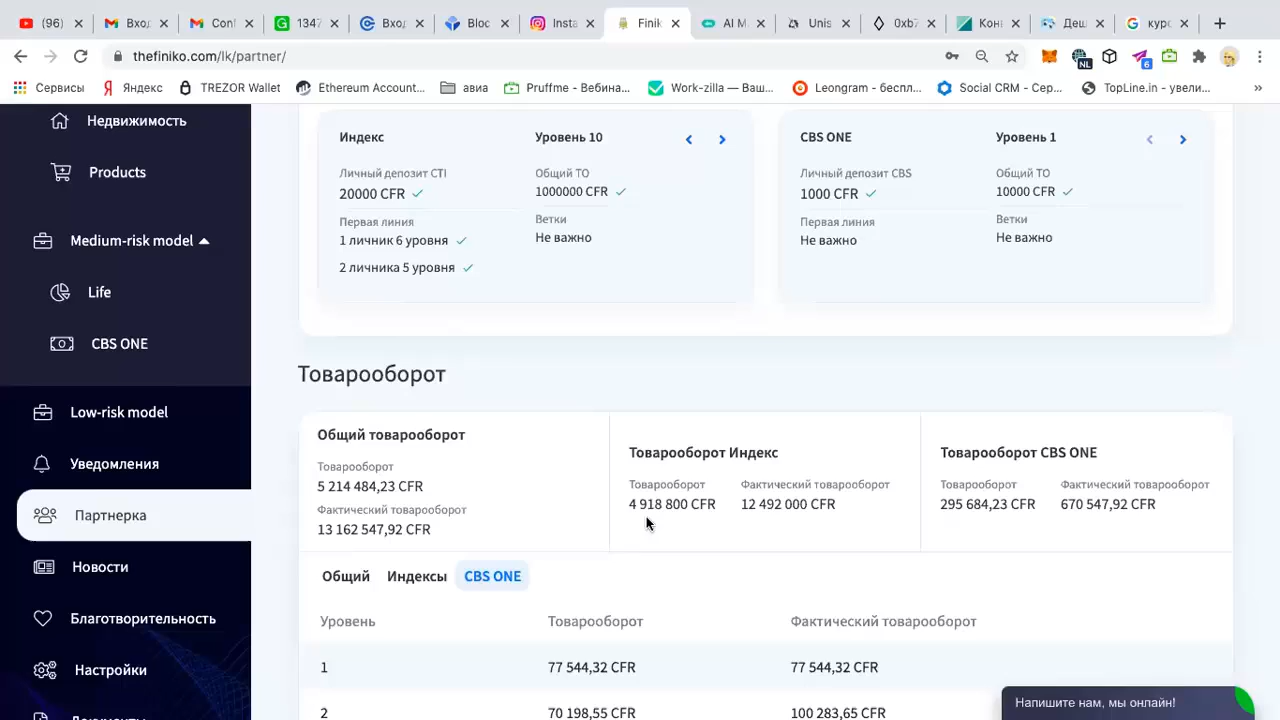 (96)
Вход
Conf
1347
Вход
Bloc
Insta
Finik
AI M
Unis
0xb7
Кон
Деш
курс
thefiniko.com/lk/partner/
NL
6
Сервисы
Яндекс
TREZOR Wallet
Ethereum Account...
авиа
Pruffme - Вебина...
Work-zilla — Ваш...
Leongram - беспл...
Social CRM - Сер...
TopLine.in - увели...
»
Недвижимость
Products
Medium-risk model
Life
CBS ONE
Low-risk model
Уведомления
Партнерка
Новости
Благотворительность
Настройки
Индекс
Уровень 10
Личный депозит CTI
20000 CFR
Общий ТО
1000000 CFR
Первая линия
1 личник 6 уровня
2 личника 5 уровня
Ветки
Не важно
CBS ONE
Уровень 1
Личный депозит CBS
1000 CFR
Общий ТО
10000 CFR
Первая линия
Не важно
Ветки
Не важно
Товарооборот
Общий товарооборот
Товарооборот
5 214 484,23 CFR
Фактический товарооборот
13 162 547,92 CFR
Товарооборот Индекс
Товарооборот
4 918 800 CFR
Фактический товарооборот
12 492 000 CFR
Товарооборот CBS ONE
Товарооборот
295 684,23 CFR
Фактический товарооборот
670 547,92 CFR
Общий Индексы CBS ONE
Уровень Товарооборот Фактический товарооборот
1 77 544,32 CFR 77 544,32 CFR
2 70 198,55 CFR 100 283,65 CFR
Напишите нам, мы онлайн!